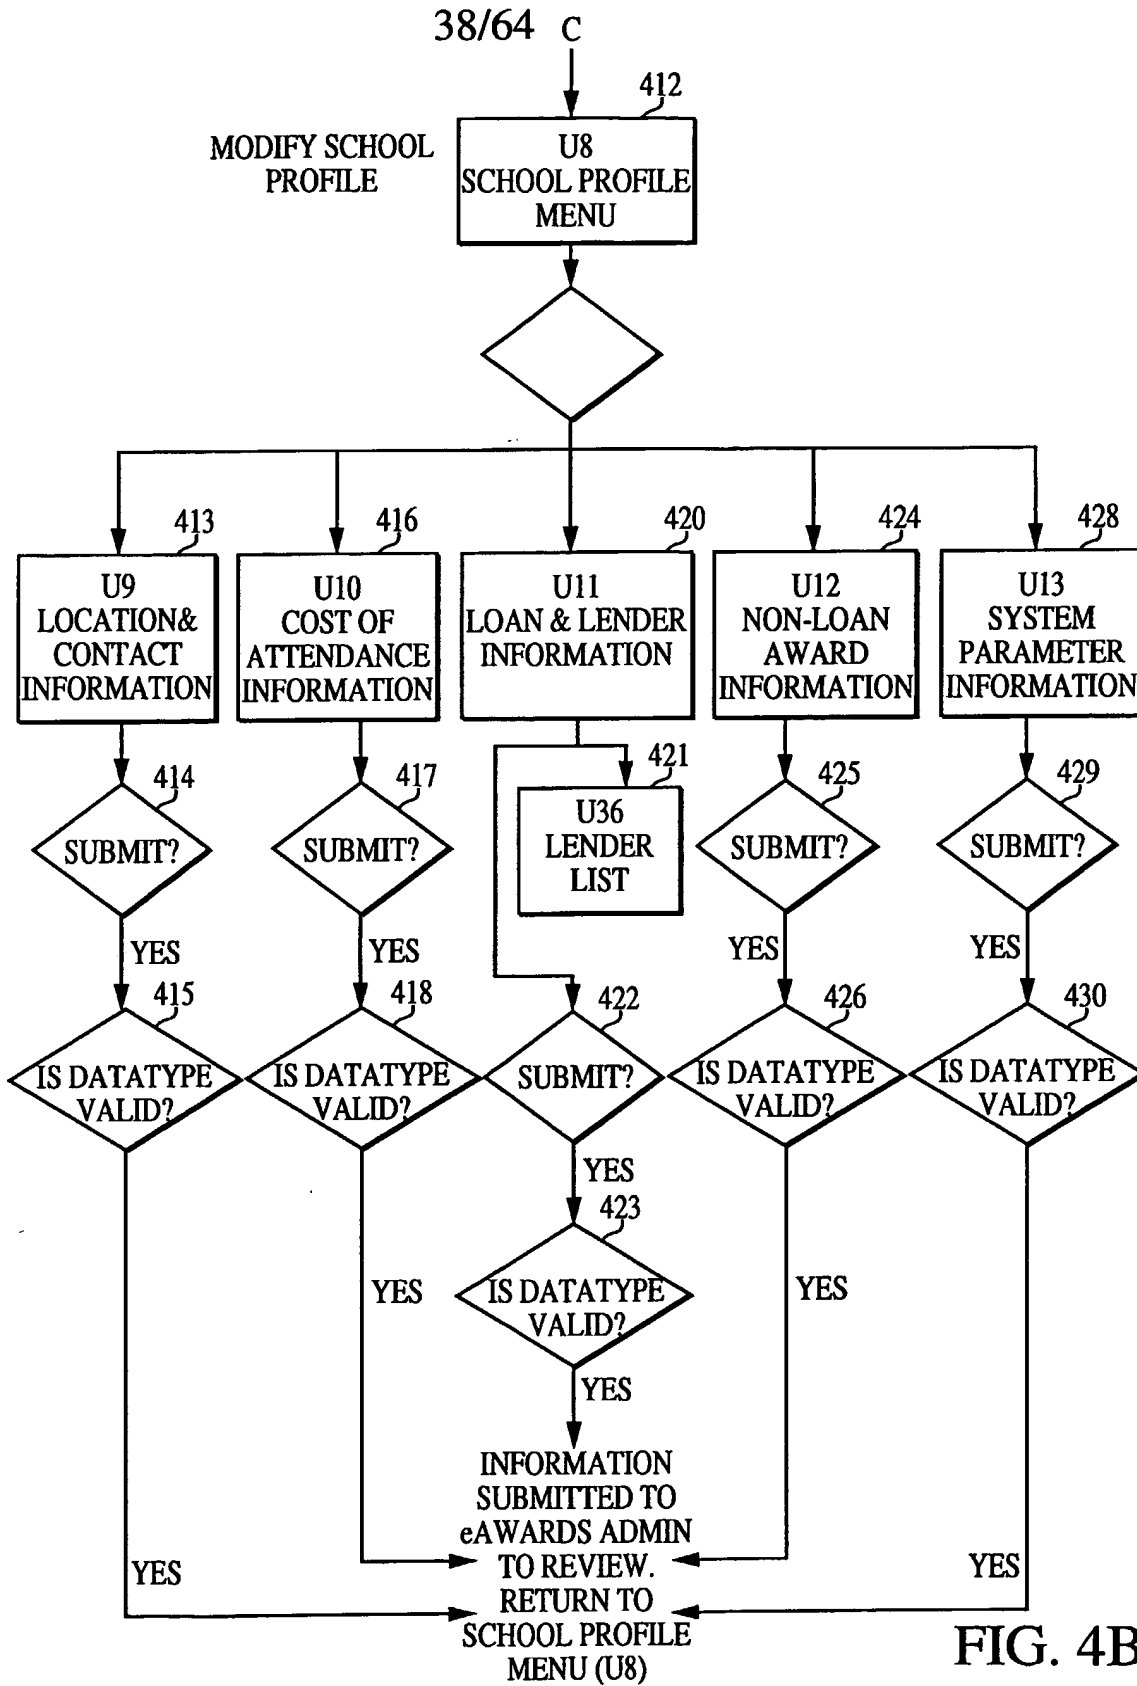 38/64 C
412
MODIFY SCHOOL
PROFILE
U8
SCHOOL PROFILE
MENU
413
416
420
424
428
U9
LOCATION&
CONTACT
INFORMATION
U10
COST OF
ATTENDANCE
INFORMATION
U11
LOAN & LENDER
INFORMATION
U12
NON-LOAN
AWARD
INFORMATION
U13
SYSTEM
PARAMETER
INFORMATION
414
SUBMIT?
417
SUBMIT?
421
U36
LENDER
LIST
425
SUBMIT?
429
SUBMIT?
YES
YES
YES
YES
415
IS DATATYPE
VALID?
418
IS DATATYPE
VALID?
422
SUBMIT?
426
IS DATATYPE
VALID?
430
IS DATATYPE
VALID?
YES
423
IS DATATYPE
VALID?
YES
YES
YES
INFORMATION
SUBMITTED TO
eAWARDS ADMIN
TO REVIEW.
RETURN TO
SCHOOL PROFILE
MENU (U8)
YES
YES
FIG. 4B